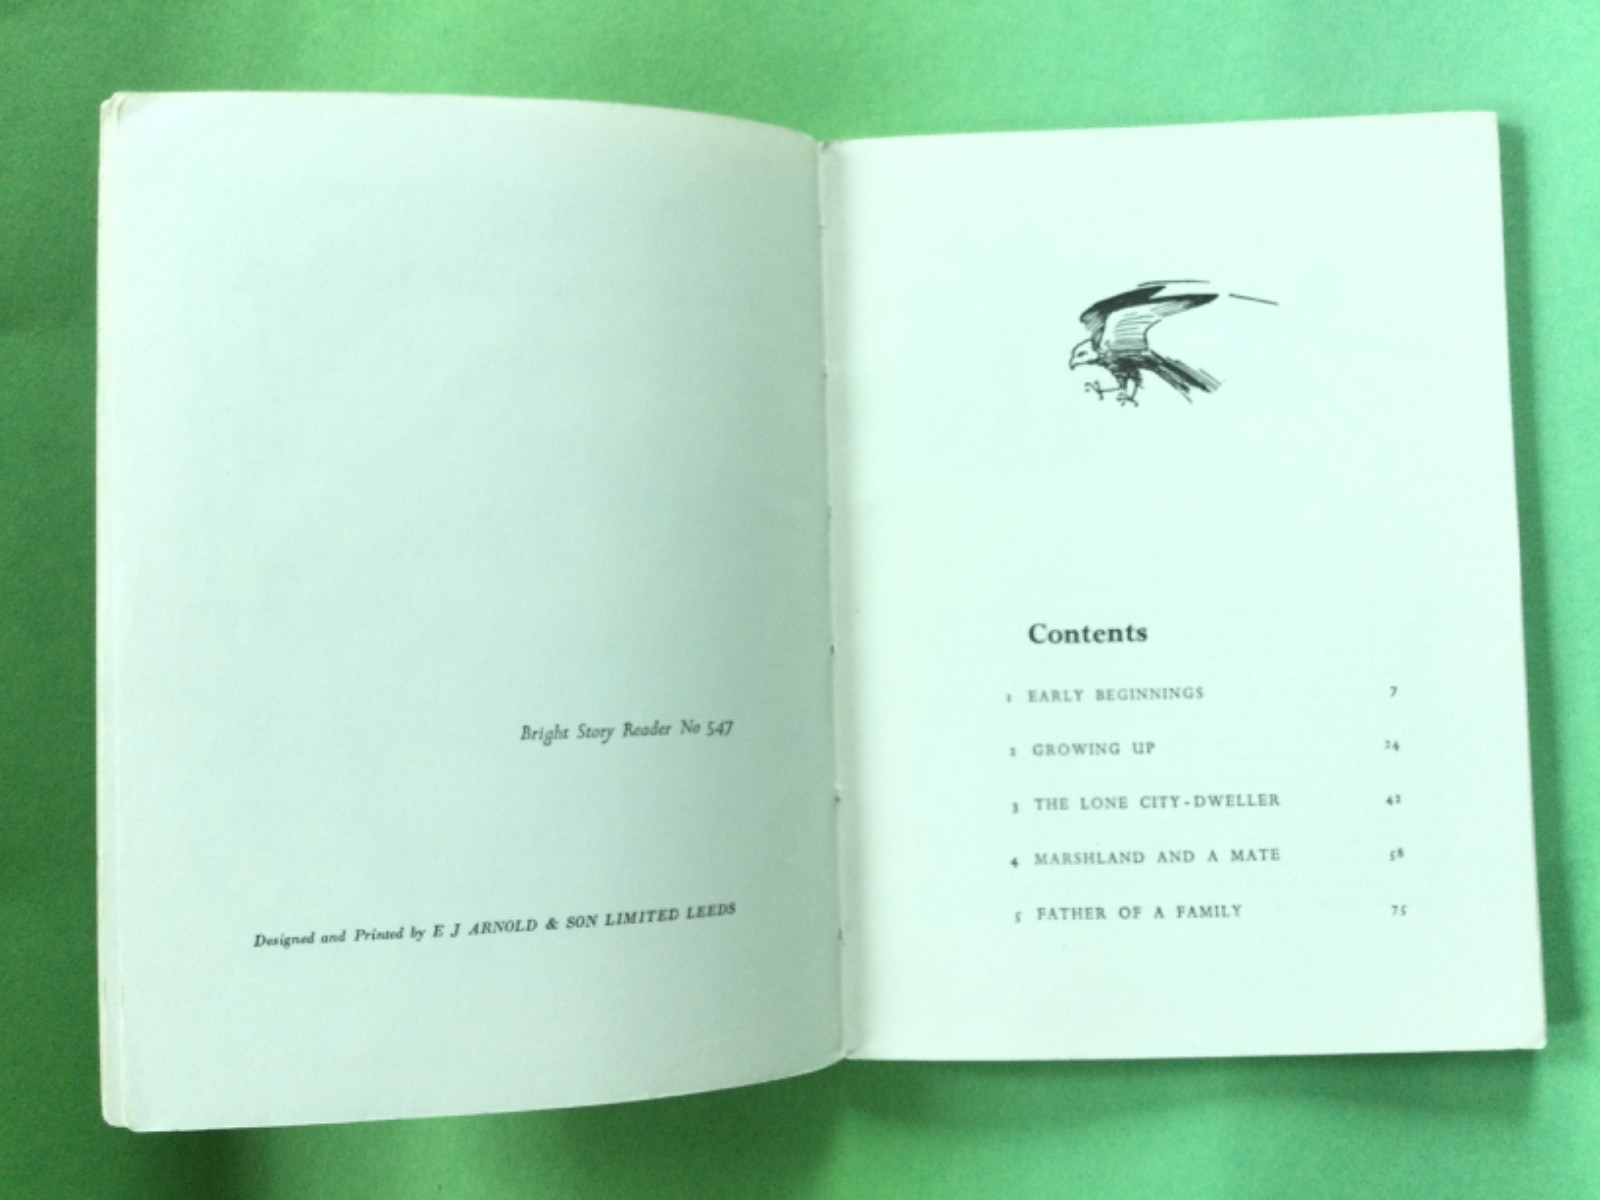 Bright Story Reader No 547
Designed and Printed by E J ARNOLD & SON LIMITED LEEDS
Contents
1 EARLY BEGINNINGS 7
2 GROWING UP 24
3 THE LONE CITY-DWELLER 42
4 MARSHLAND AND A MATE 58
5 FATHER OF A FAMILY 75